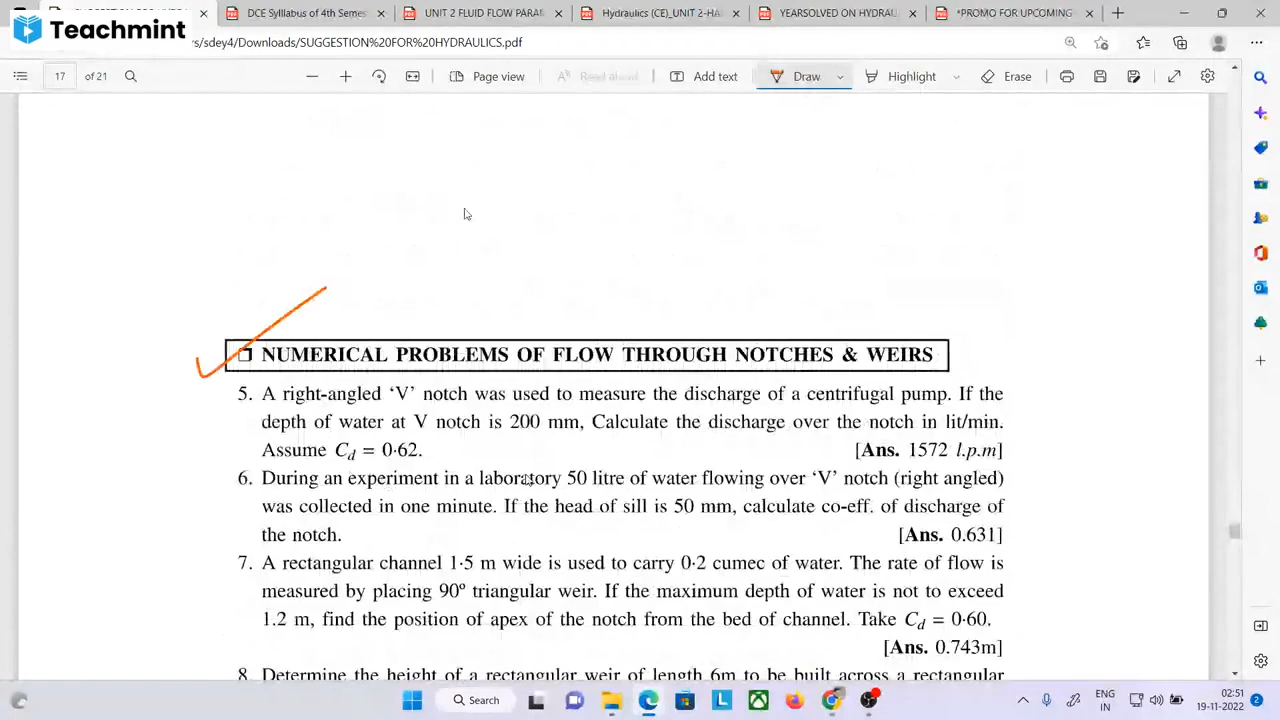 DCE Syllabus of 4th Semes
UNIT 3.pdf
Hydraulics (CE)_UNIT 2-HA
*PROMO FOR UPCOMING
Teachmint
s/sdey4/Downloads/SUGGESTION%20FOR%20HYDRAULICS.pdf
17 of 21
Page view
Read aloud
Add text
Draw
Highlight
Erase
NUMERICAL PROBLEMS OF FLOW THROUGH NOTCHES & WEIRS
5. A right-angled ‘V’ notch was used to measure the discharge of a centrifugal pump. If the
depth of water at V notch is 200 mm, Calculate the discharge over the notch in lit/min.
Assume Cd = 0·62. [Ans. 1572 l.p.m]
6. During an experiment in a laboratory 50 litre of water flowing over ‘V’ notch (right angled)
was collected in one minute. If the head of sill is 50 mm, calculate co-eff. of discharge of
the notch. [Ans. 0.631]
7. A rectangular channel 1·5 m wide is used to carry 0·2 cumec of water. The rate of flow is
measured by placing 90º triangular weir. If the maximum depth of water is not to exceed
1.2 m, find the position of apex of the notch from the bed of channel. Take Cd = 0·60.
[Ans. 0.743m]
8. Determine the height of a rectangular weir of length 6m to be built across a rectangular
Search
ENG
IN
02:51
19-11-2022